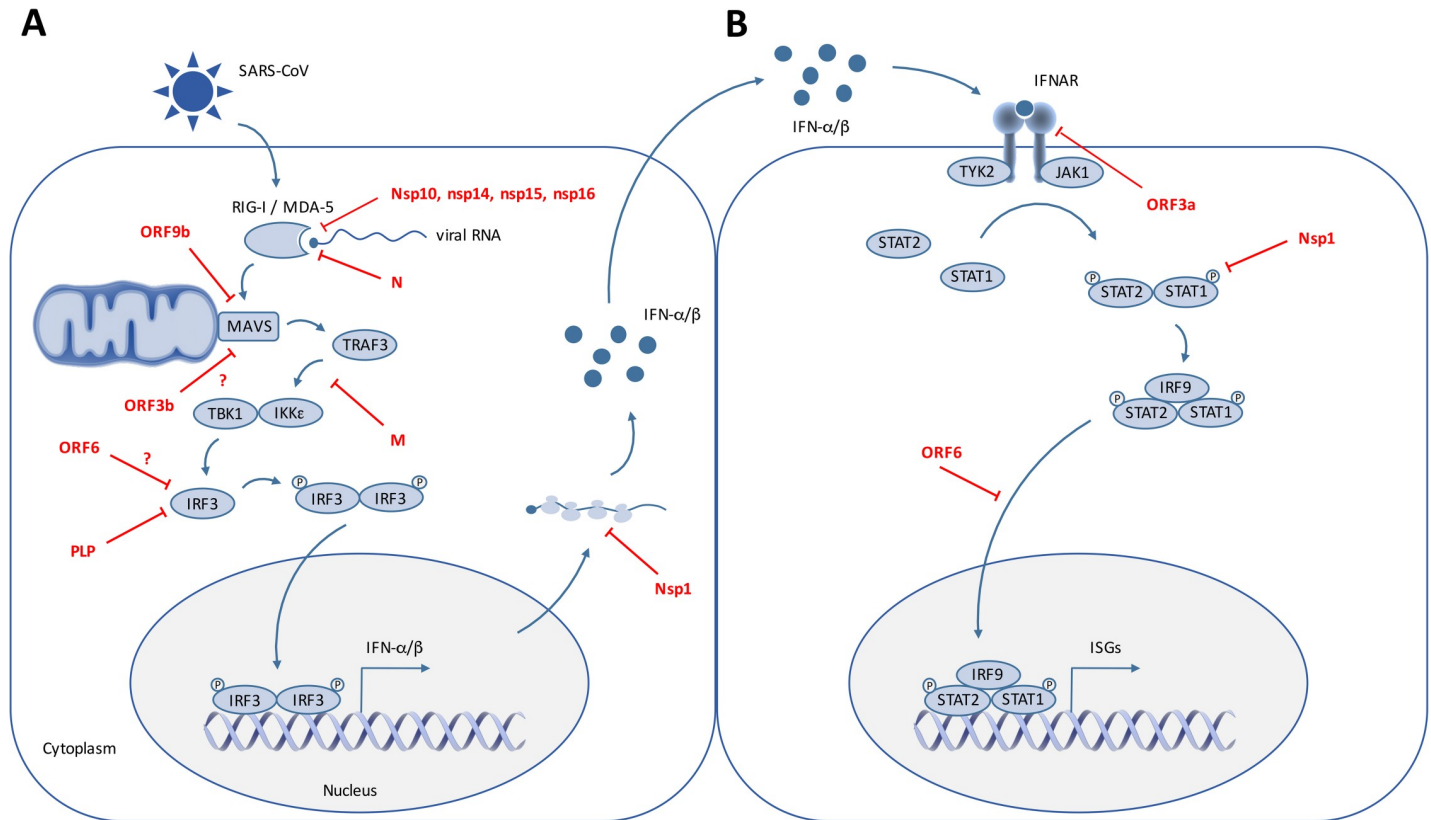 A
SARS-CoV
RIG-I / MDA-5
Nsp10, nsp14, nsp15, nsp16
viral RNA
ORF9b
N
MAVS
TRAF3
ORF3b
?
TBK1
IKKε
M
ORF6
?
IRF3
P
IRF3
IRF3
P
PLP
IFN-α/β
Nsp1
IFN-α/β
P
IRF3
IRF3
P
Cytoplasm
Nucleus
B
IFN-α/β
IFNAR
TYK2
JAK1
ORF3a
STAT2
STAT1
Nsp1
P
STAT2
STAT1
P
IRF9
P
STAT2
STAT1
P
ORF6
ISGs
IRF9
P
STAT2
STAT1
P